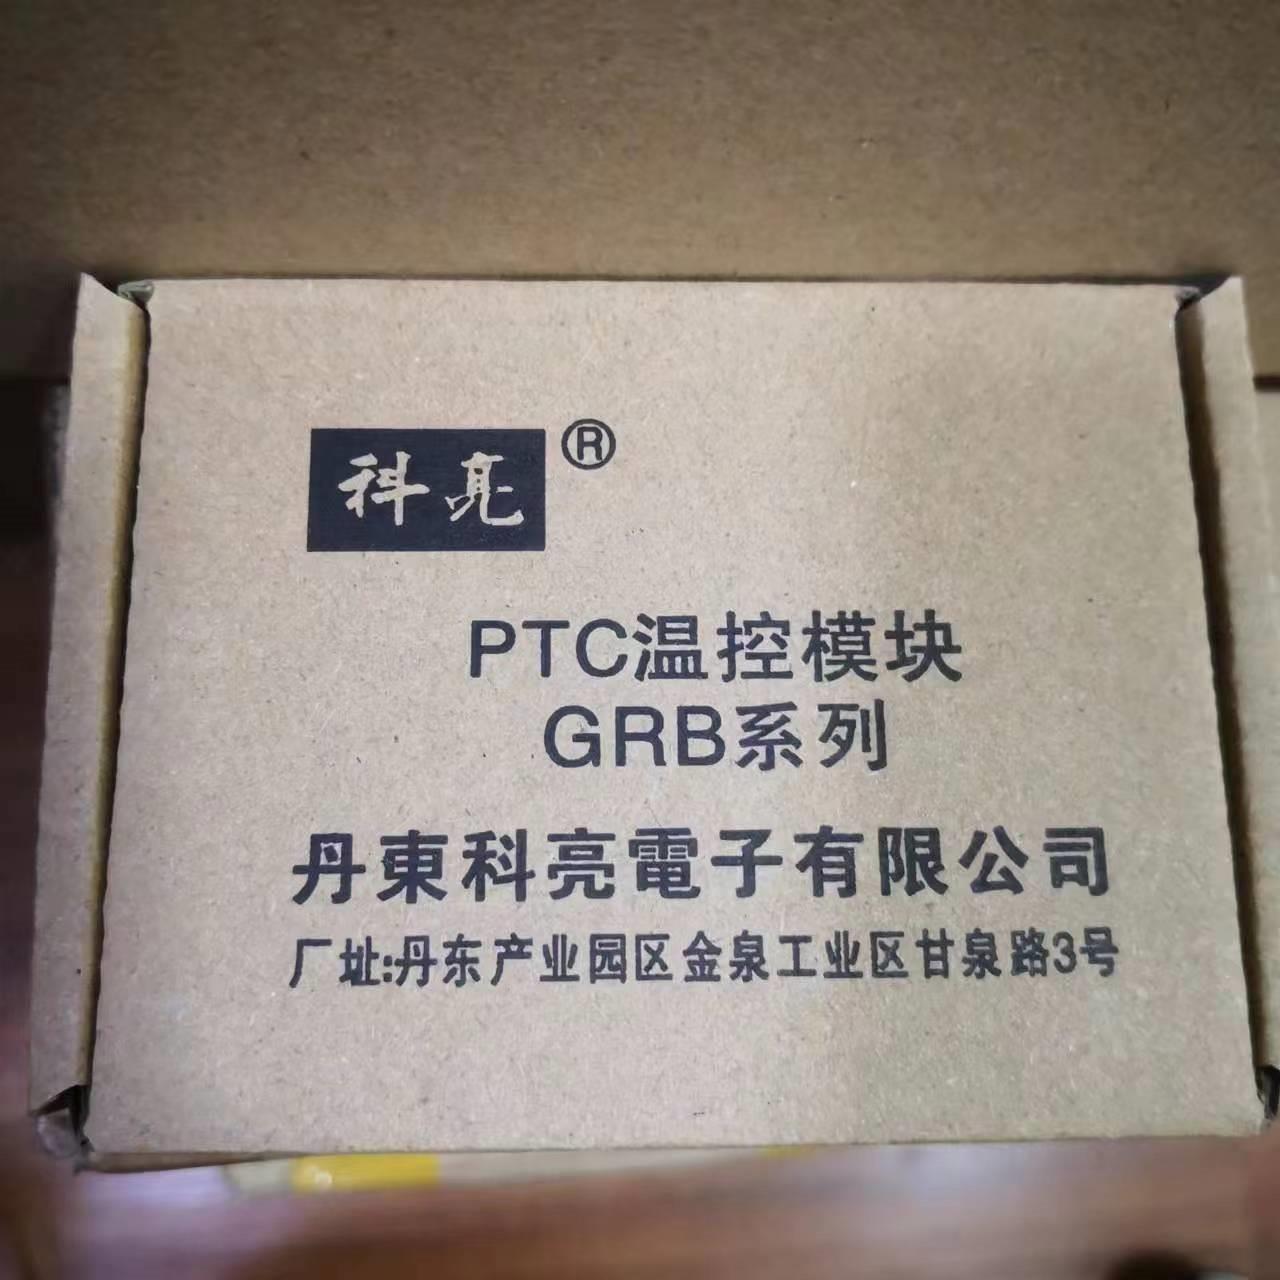 科亮®
PTC温控模块
GRB系列
丹東科亮電子有限公司
厂址:丹东产业园区金泉工业区甘泉路3号